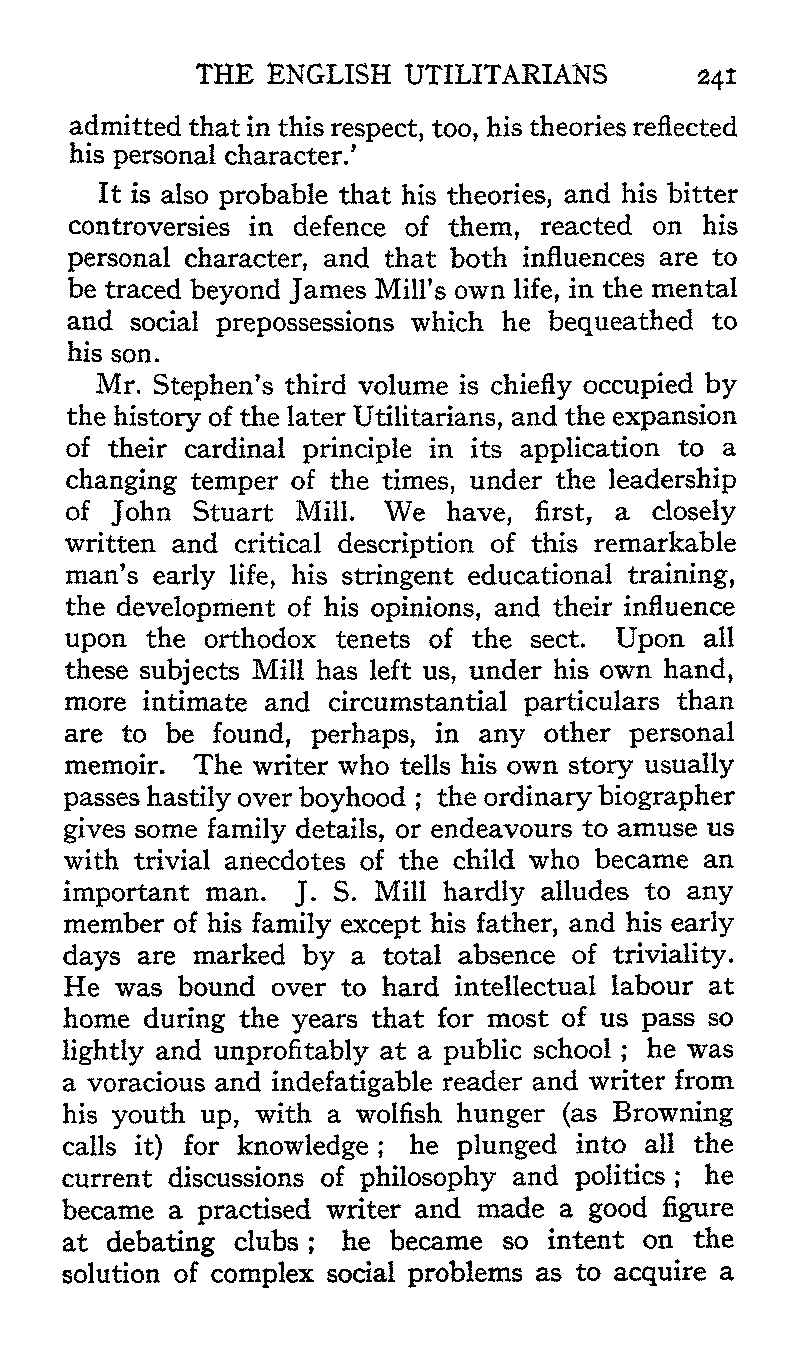 THE ENGLISH UTILITARIANS 241
admitted that in this respect, too, his theories reflected
his personal character.'
It is also probable that his theories, and his bitter
controversies in defence of them, reacted on his
personal character, and that both influences are to
be traced beyond James Mill's own life, in the mental
and social prepossessions which he bequeathed to
his son.
Mr. Stephen's third volume is chiefly occupied by
the history of the later Utilitarians, and the expansion
of their cardinal principle in its application to a
changing temper of the times, under the leadership
of John Stuart Mill. We have, first, a closely
written and critical description of this remarkable
man's early life, his stringent educational training,
the development of his opinions, and their influence
upon the orthodox tenets of the sect. Upon all
these subjects Mill has left us, under his own hand,
more intimate and circumstantial particulars than
are to be found, perhaps, in any other personal
memoir. The writer who tells his own story usually
passes hastily over boyhood ; the ordinary biographer
gives some family details, or endeavours to amuse us
with trivial anecdotes of the child who became an
important man. J. S. Mill hardly alludes to any
member of his family except his father, and his early
days are marked by a total absence of triviality.
He was bound over to hard intellectual labour at
home during the years that for most of us pass so
lightly and unprofitably at a public school ; he was
a voracious and indefatigable reader and writer from
his youth up, with a wolfish hunger (as Browning
calls it) for knowledge ; he plunged into all the
current discussions of philosophy and politics ; he
became a practised writer and made a good figure
at debating clubs ; he became so intent on the
solution of complex social problems as to acquire a